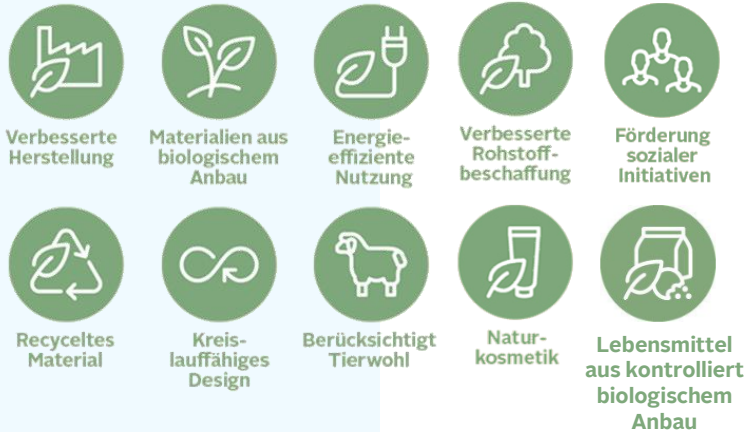 Verbesserte
Herstellung
Materialien aus
biologischem
Anbau
Energie-
effiziente
Nutzung
Verbesserte
Rohstoff-
beschaffung
Förderung
sozialer
Initiativen
Recyceltes
Material
Kreis-
lauffähiges
Design
Berücksichtigt
Tierwohl
Natur-
kosmetik
Lebensmittel
aus kontrolliert
biologischem
Anbau